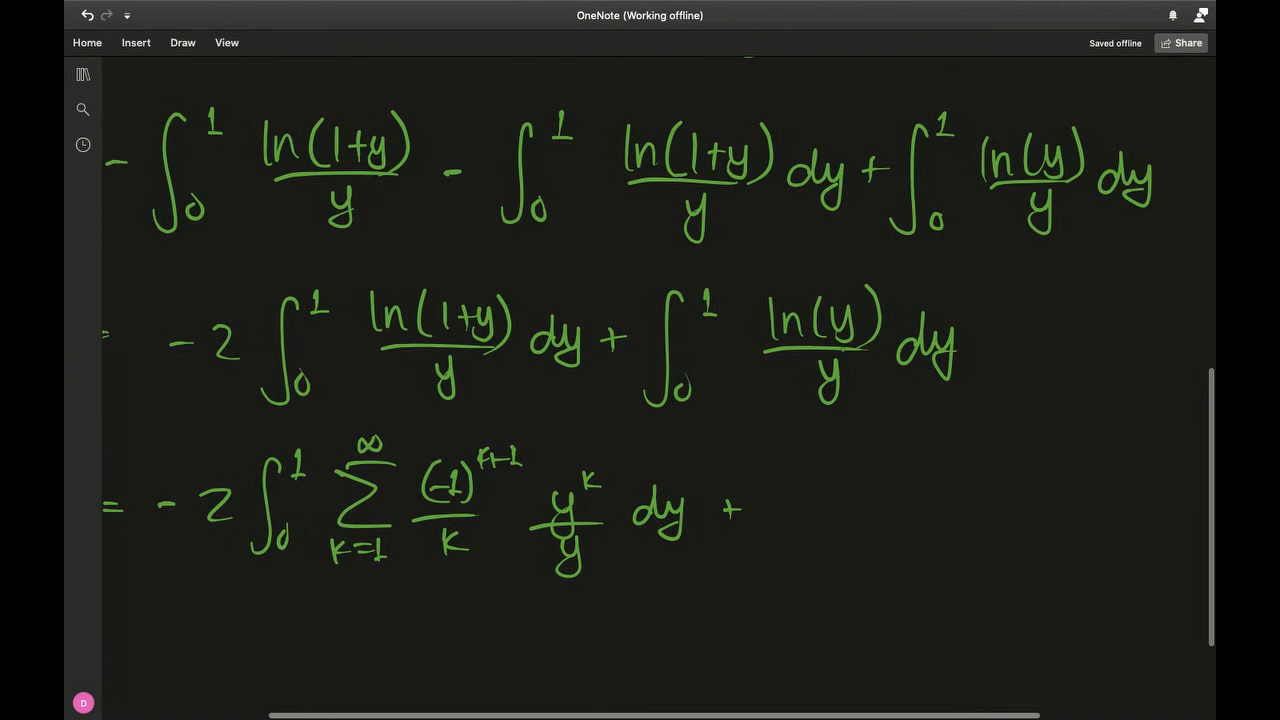 OneNote (Working offline)
Home Insert Draw View Saved offline Share
- ∫₀¹ ln(1+y)/y - ∫₀¹ ln(1+y)/y dy + ∫₀¹ ln(y)/y dy
= -2 ∫₀¹ ln(1+y)/y dy + ∫₀¹ ln(y)/y dy
= -2 ∫₀¹ ∑_{k=1}^{∞} (-1)^{k+1}/k y^k/y dy +
D